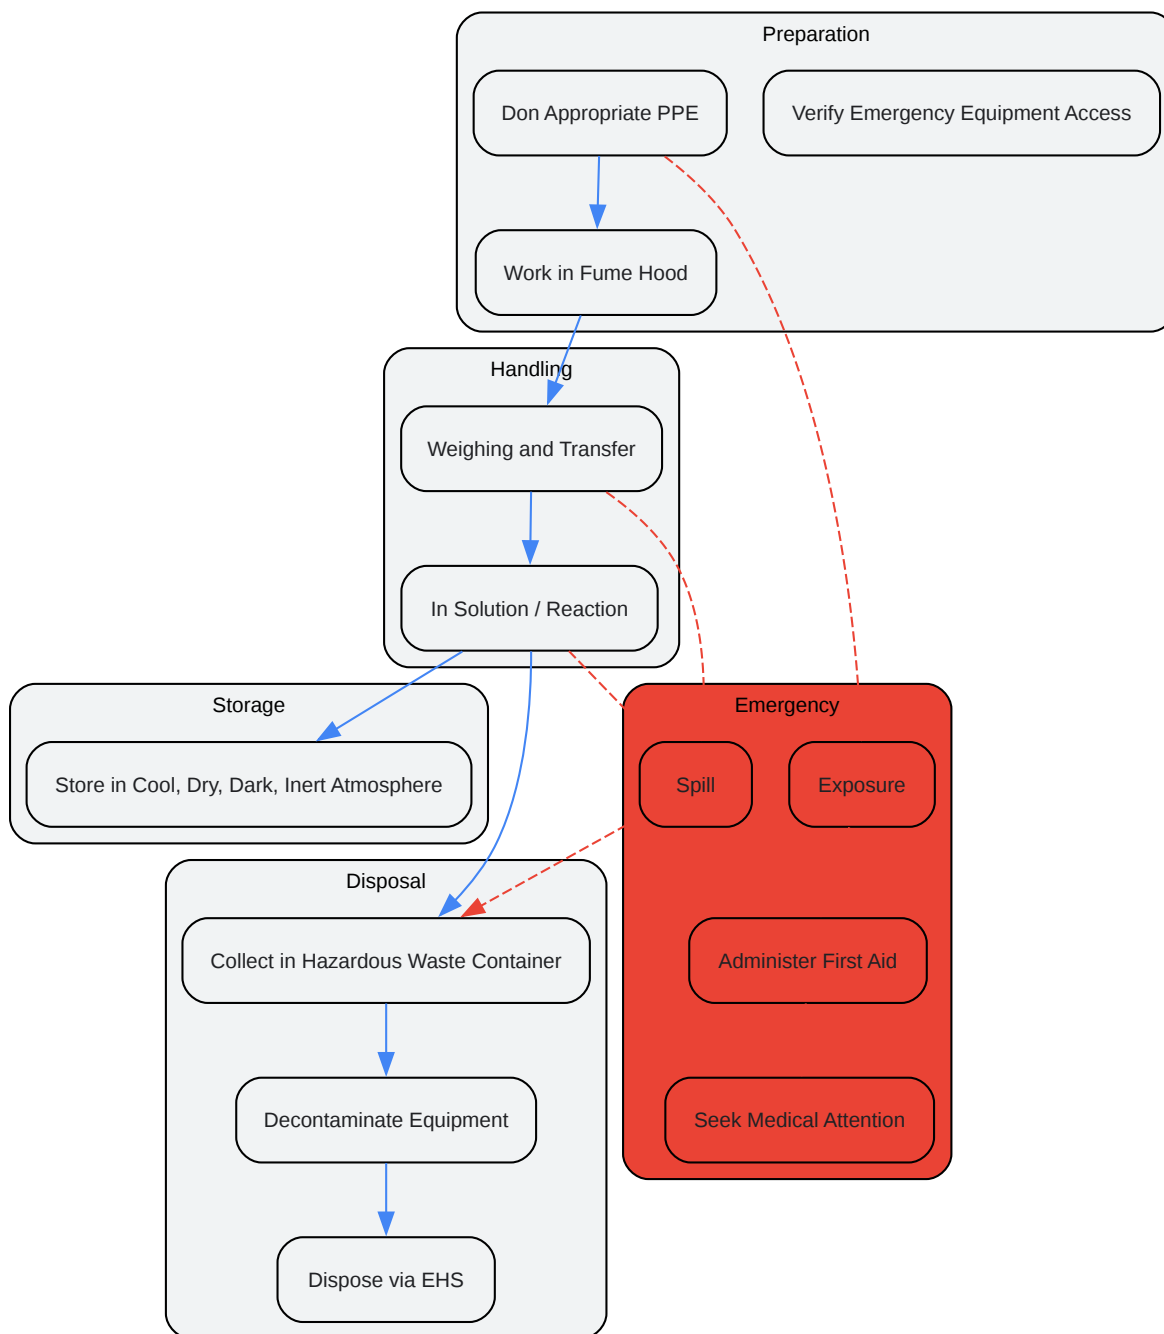 Preparation
Don Appropriate PPE
Verify Emergency Equipment Access
Work in Fume Hood
Handling
Weighing and Transfer
In Solution / Reaction
Storage
Store in Cool, Dry, Dark, Inert Atmosphere
Emergency
Spill
Exposure
Administer First Aid
Seek Medical Attention
Disposal
Collect in Hazardous Waste Container
Decontaminate Equipment
Dispose via EHS